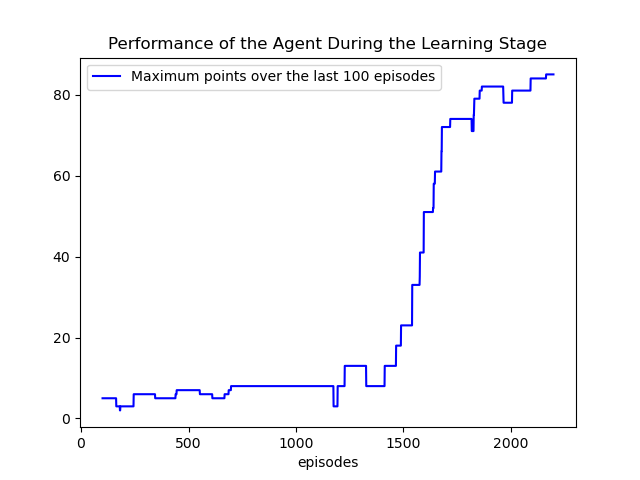 Performance of the Agent During the Learning Stage
Maximum points over the last 100 episodes
80
60
40
20
0
0 500 1000 1500 2000
episodes